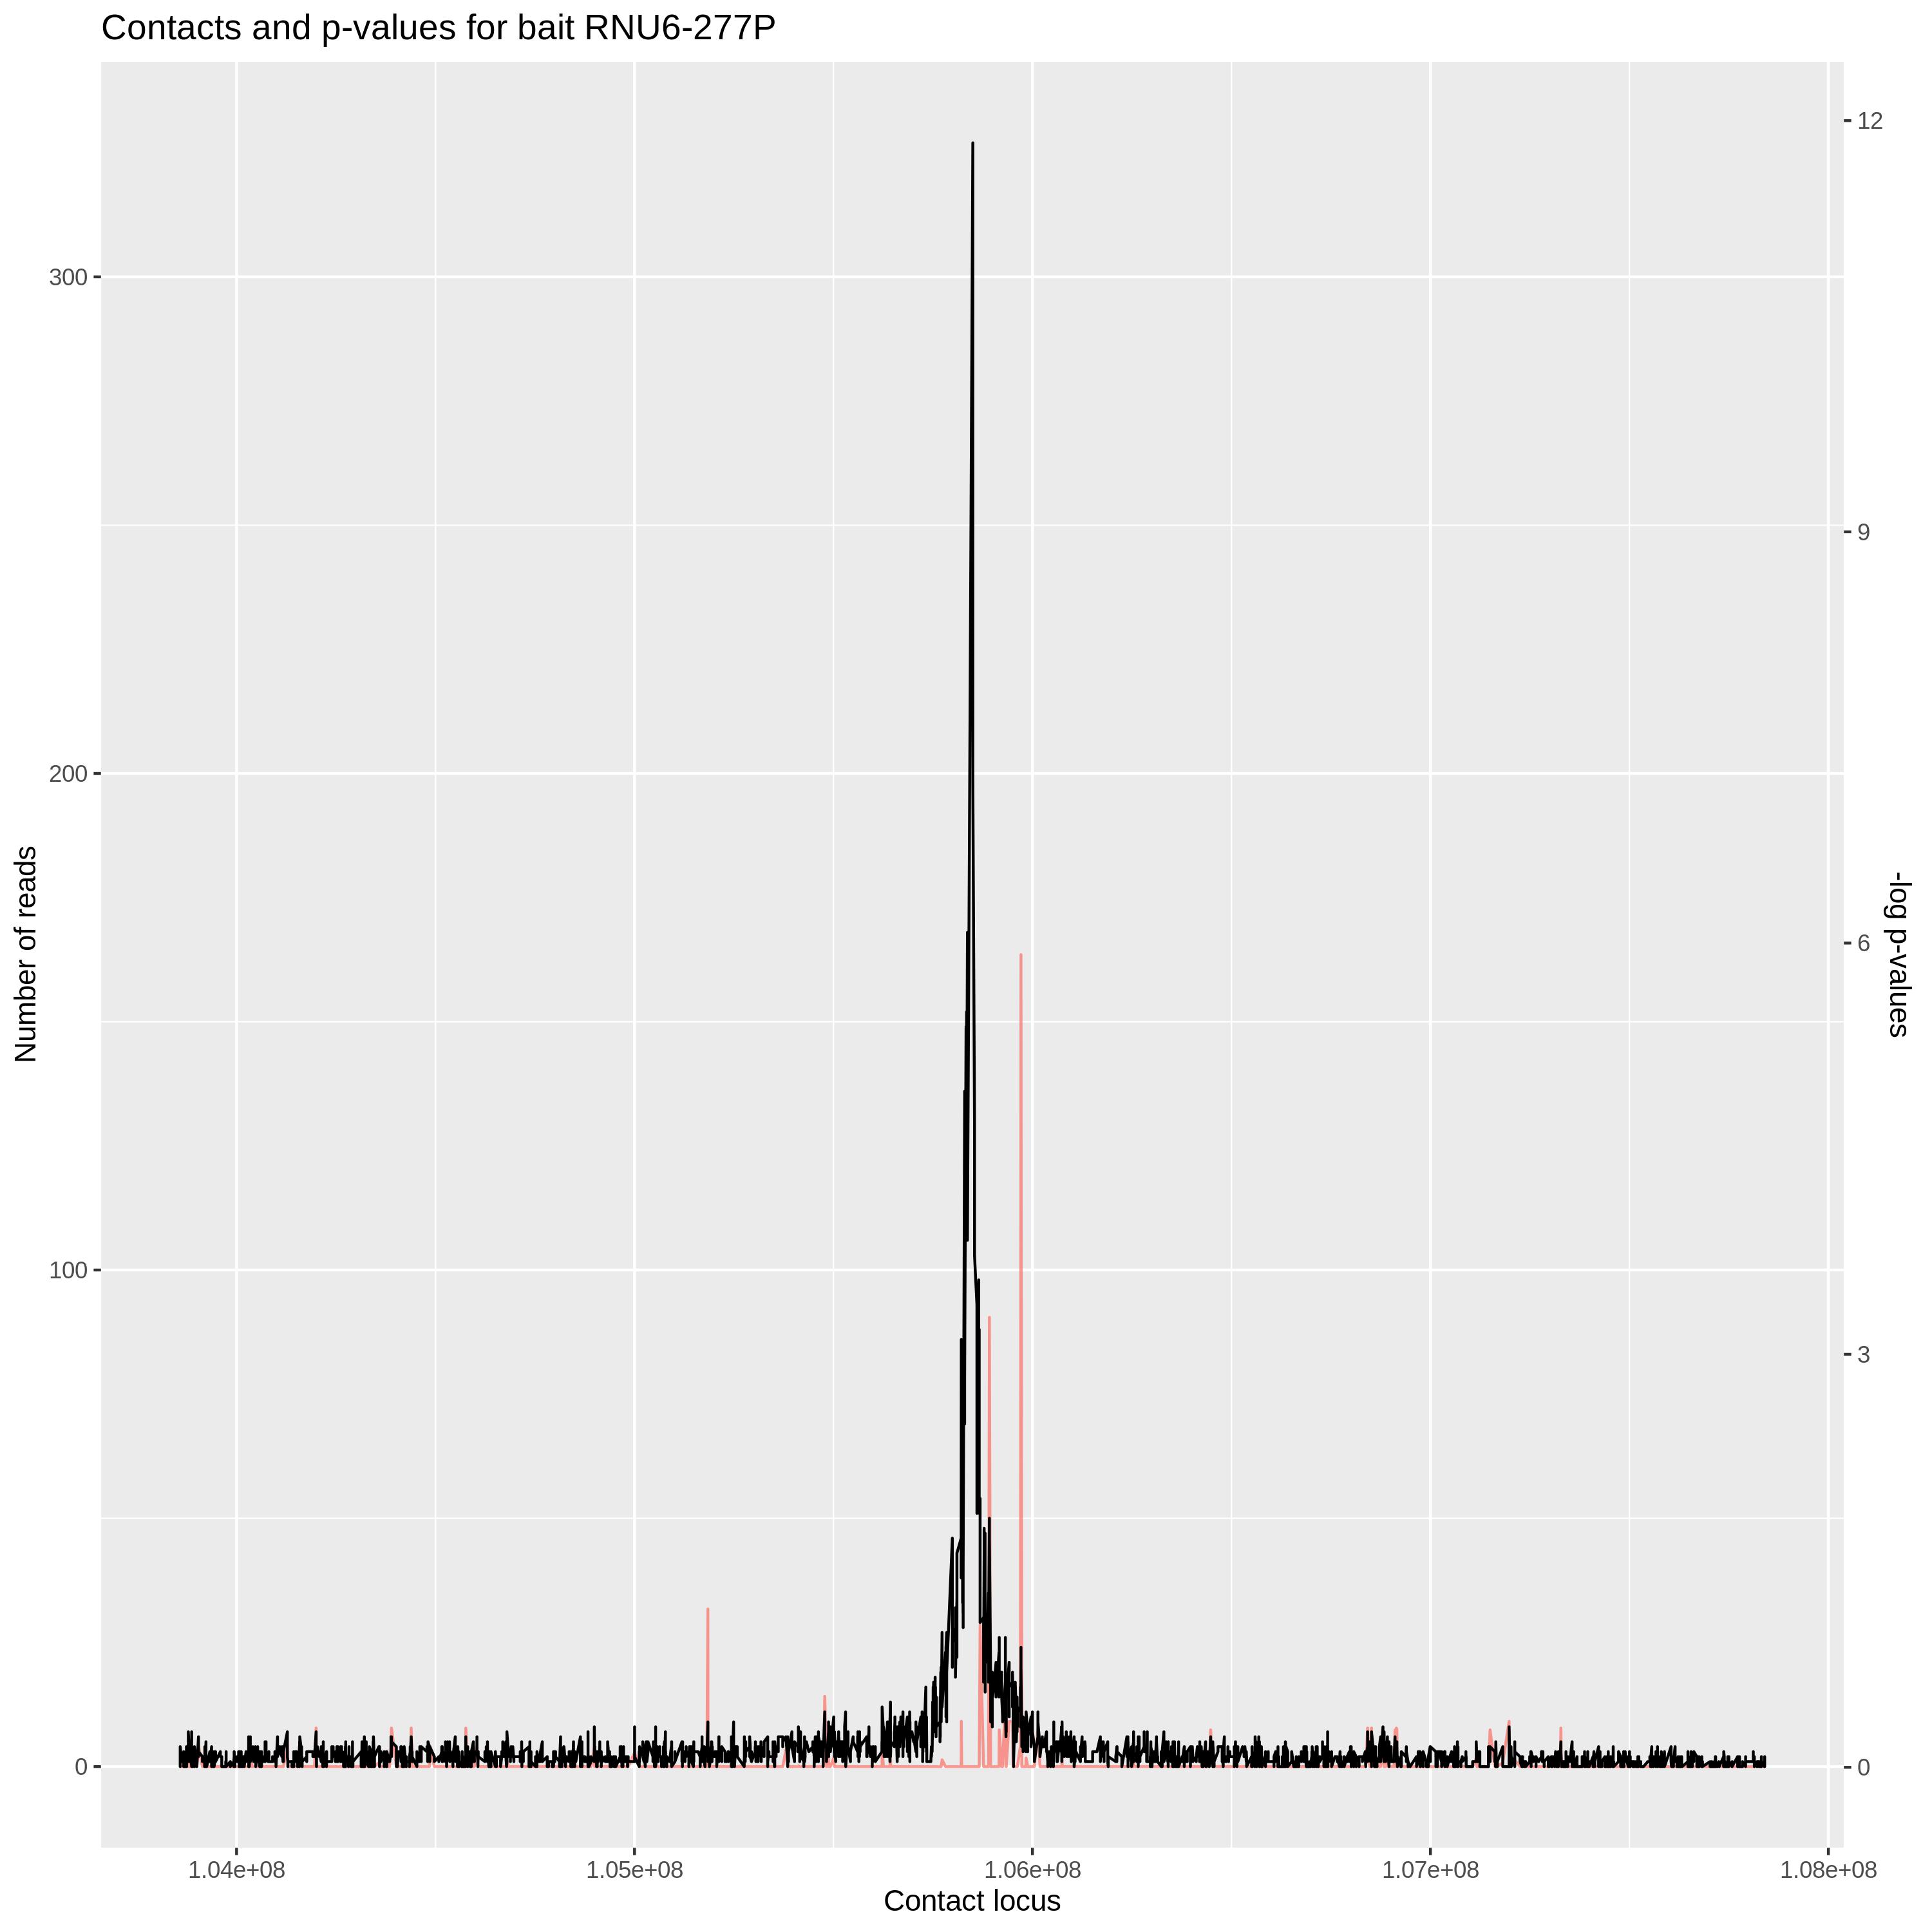 Contacts and p-values for bait RNU6-277P
300
200
100
0
12
9
6
3
0
Number of reads
-log p-values
1.04e+08
1.05e+08
1.06e+08
1.07e+08
1.08e+08
Contact locus